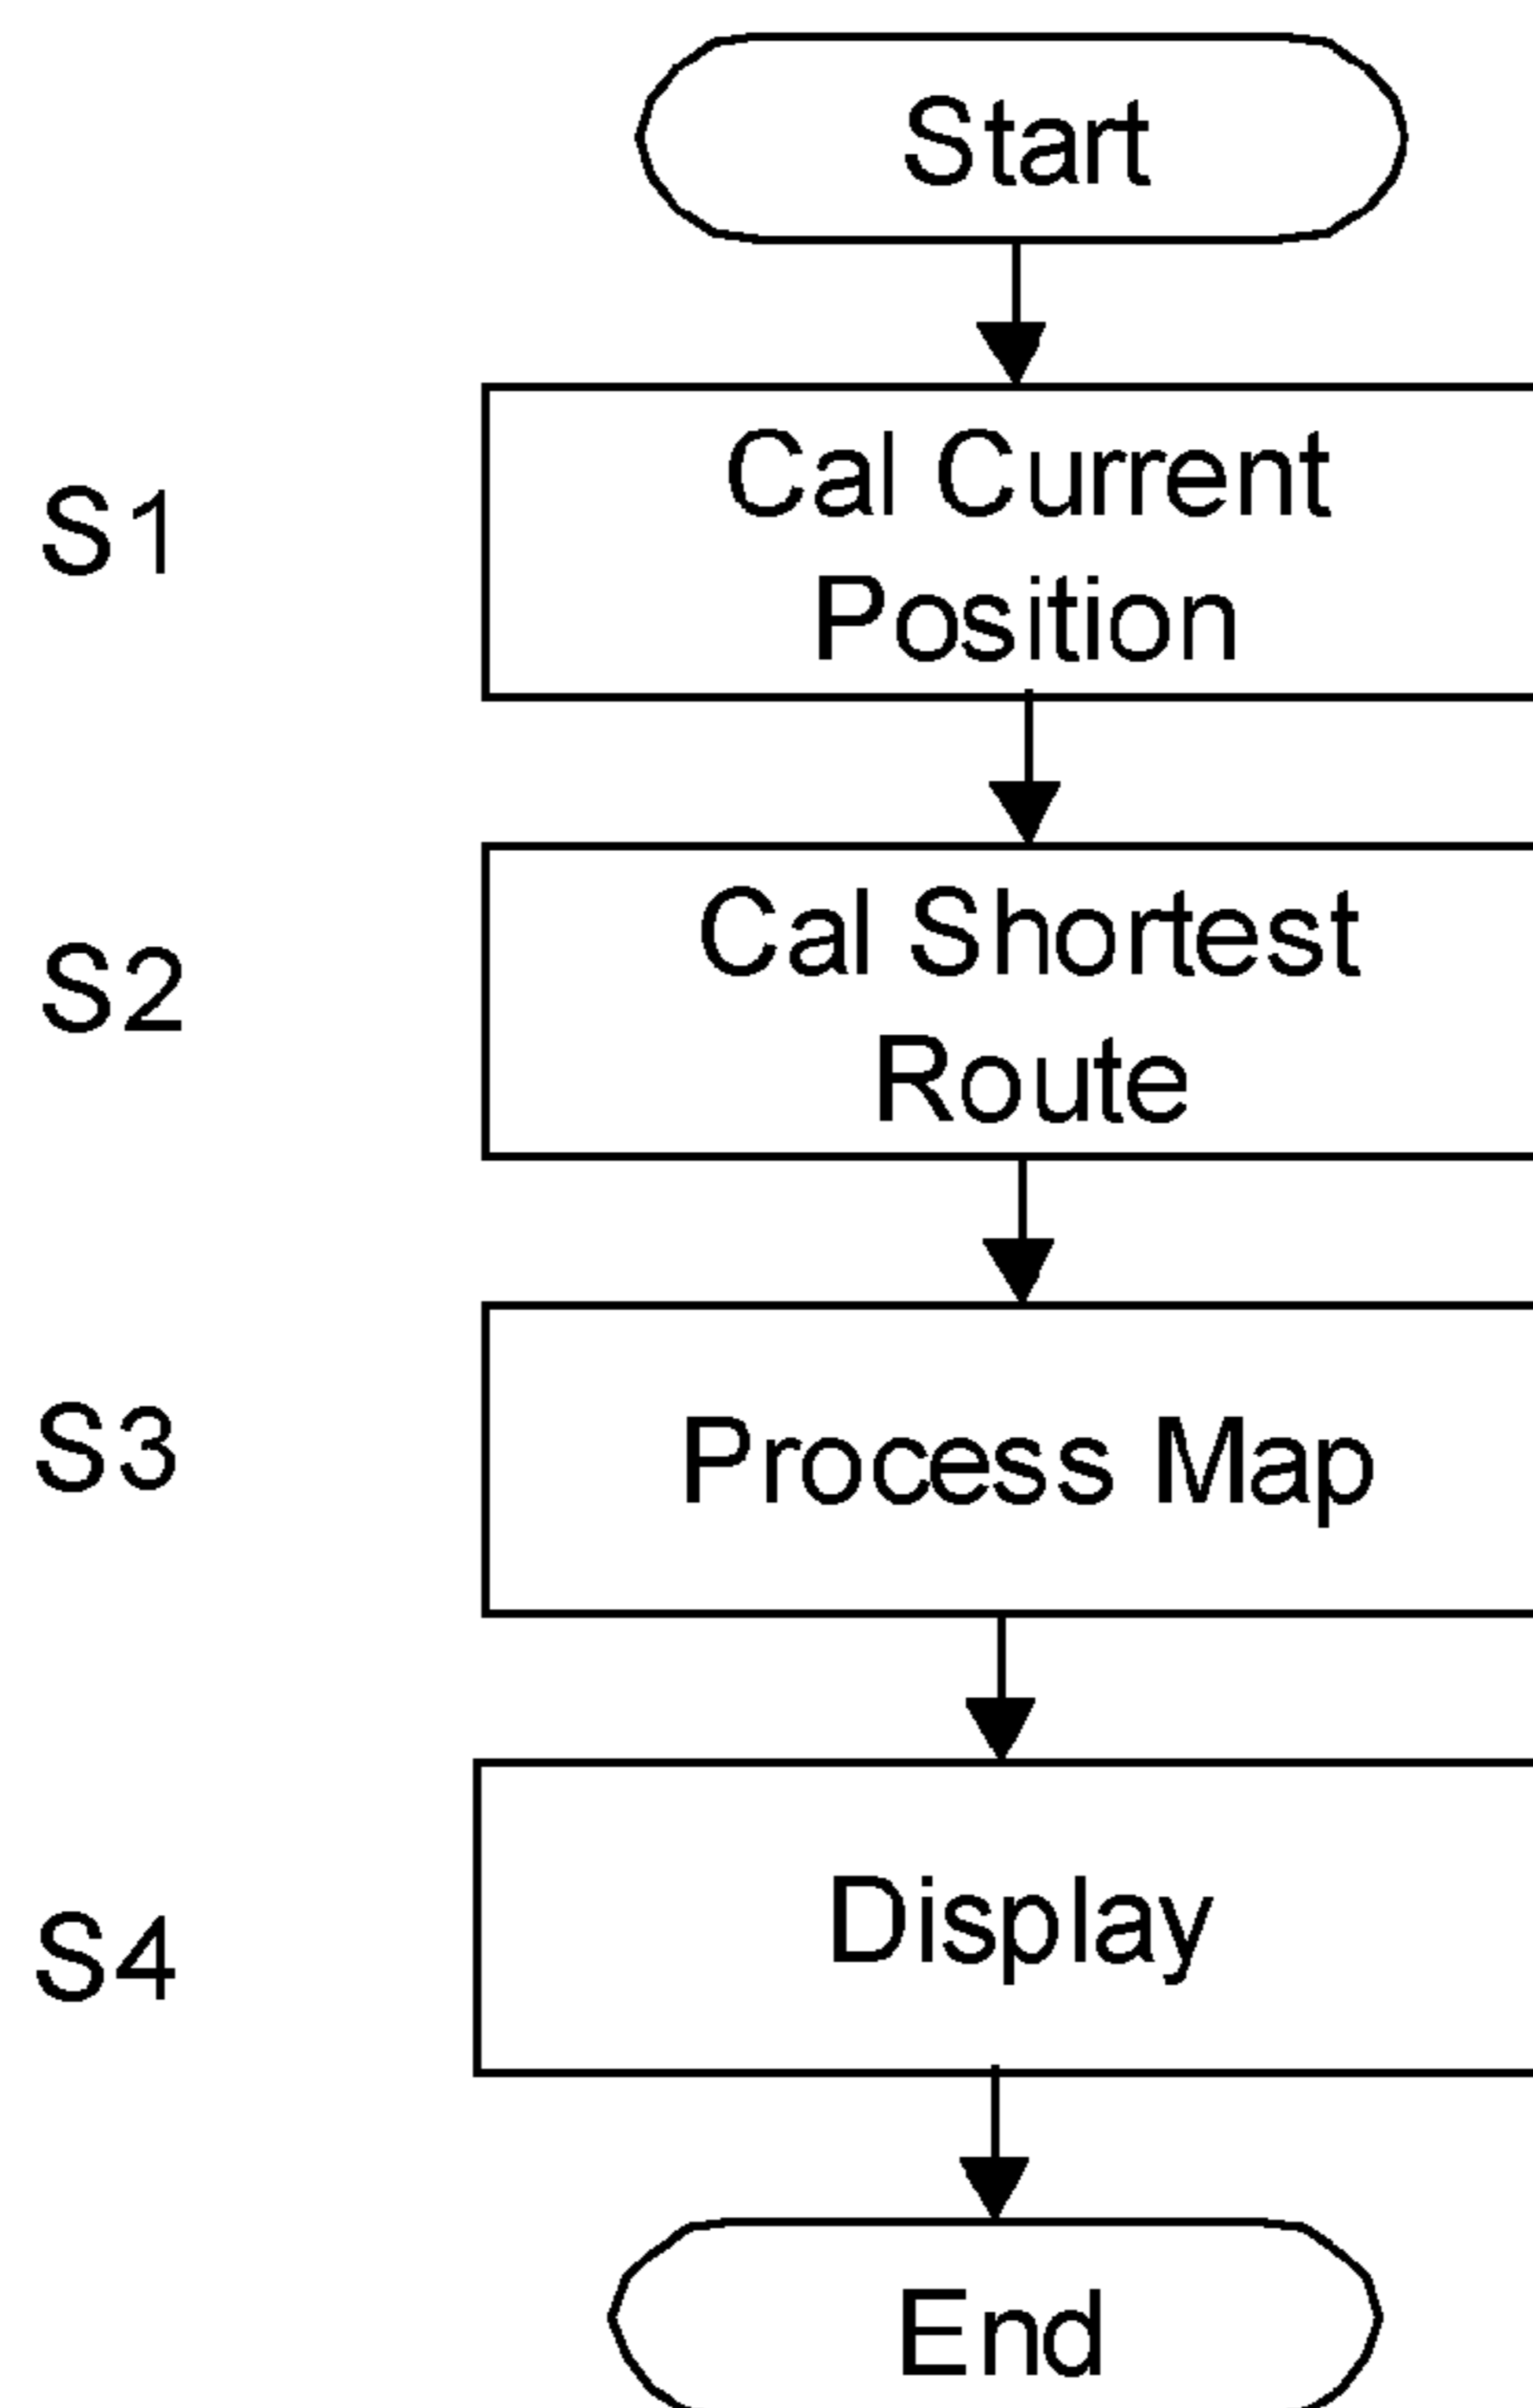 Start
S1
Cal Current
Position
S2
Cal Shortest
Route
S3
Process Map
S4
Display
End